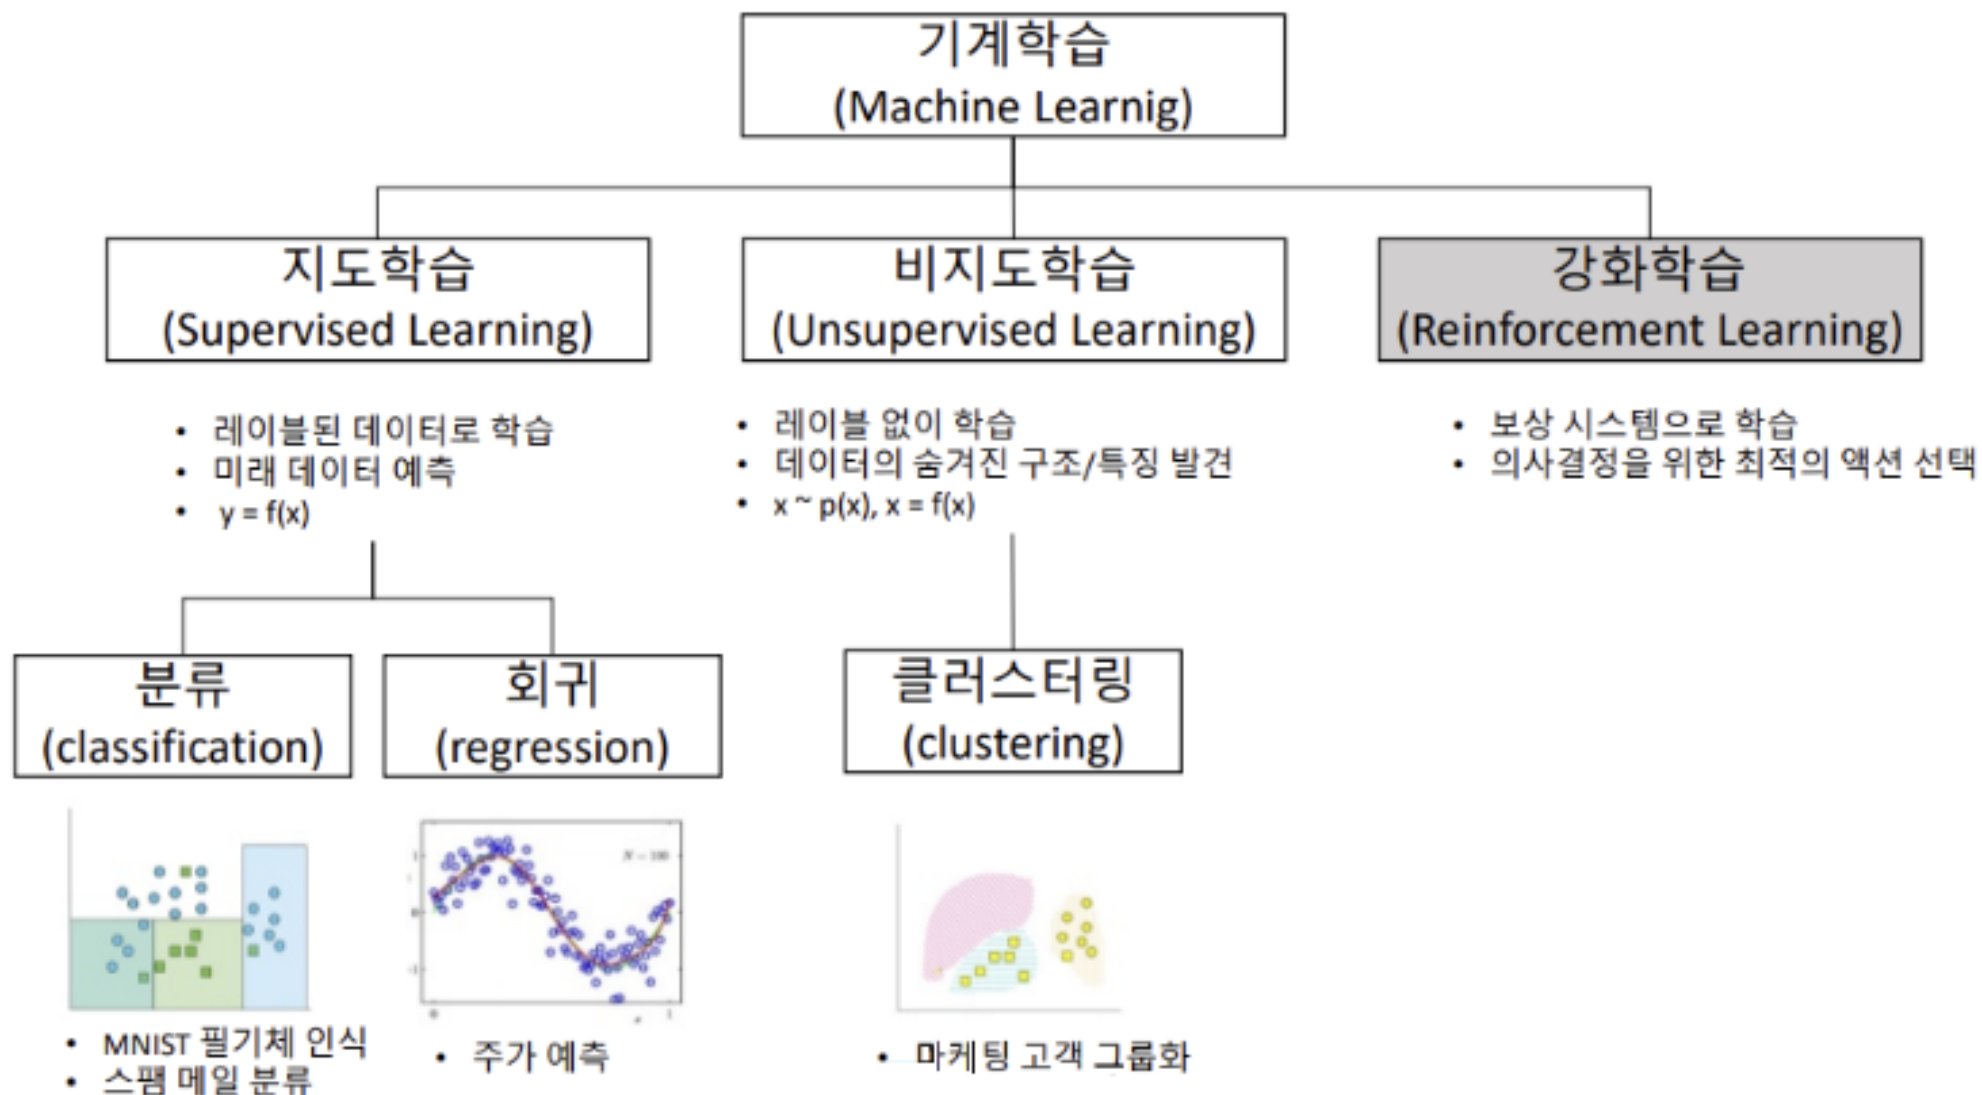 기계학습
(Machine Learnig)
지도학습
(Supervised Learning)
비지도학습
(Unsupervised Learning)
강화학습
(Reinforcement Learning)
• 레이블된 데이터로 학습
• 미래 데이터 예측
• y = f(x)
• 레이블 없이 학습
• 데이터의 숨겨진 구조/특징 발견
• x ~ p(x), x = f(x)
• 보상 시스템으로 학습
• 의사결정을 위한 최적의 액션 선택
분류
(classification)
회귀
(regression)
클러스터링
(clustering)
N = 100
1
0
-1
0
1
• MNIST 필기체 인식
• 스팸 메일 분류
• 주가 예측
• 마케팅 고객 그룹화